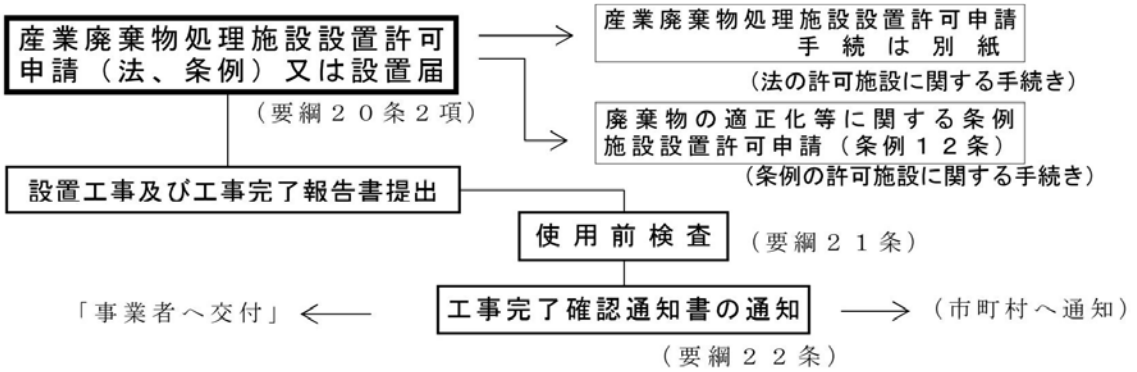 産業廃棄物処理施設設置許可
申請（法、条例）又は設置届
（要綱２０条２項）
産業廃棄物処理施設設置許可申請
手続は別紙
（法の許可施設に関する手続き）
廃棄物の適正化等に関する条例
施設設置許可申請（条例１２条）
（条例の許可施設に関する手続き）
設置工事及び工事完了報告書提出
使用前検査
（要綱２１条）
「事業者へ交付」
工事完了確認通知書の通知
（市町村へ通知）
（要綱２２条）